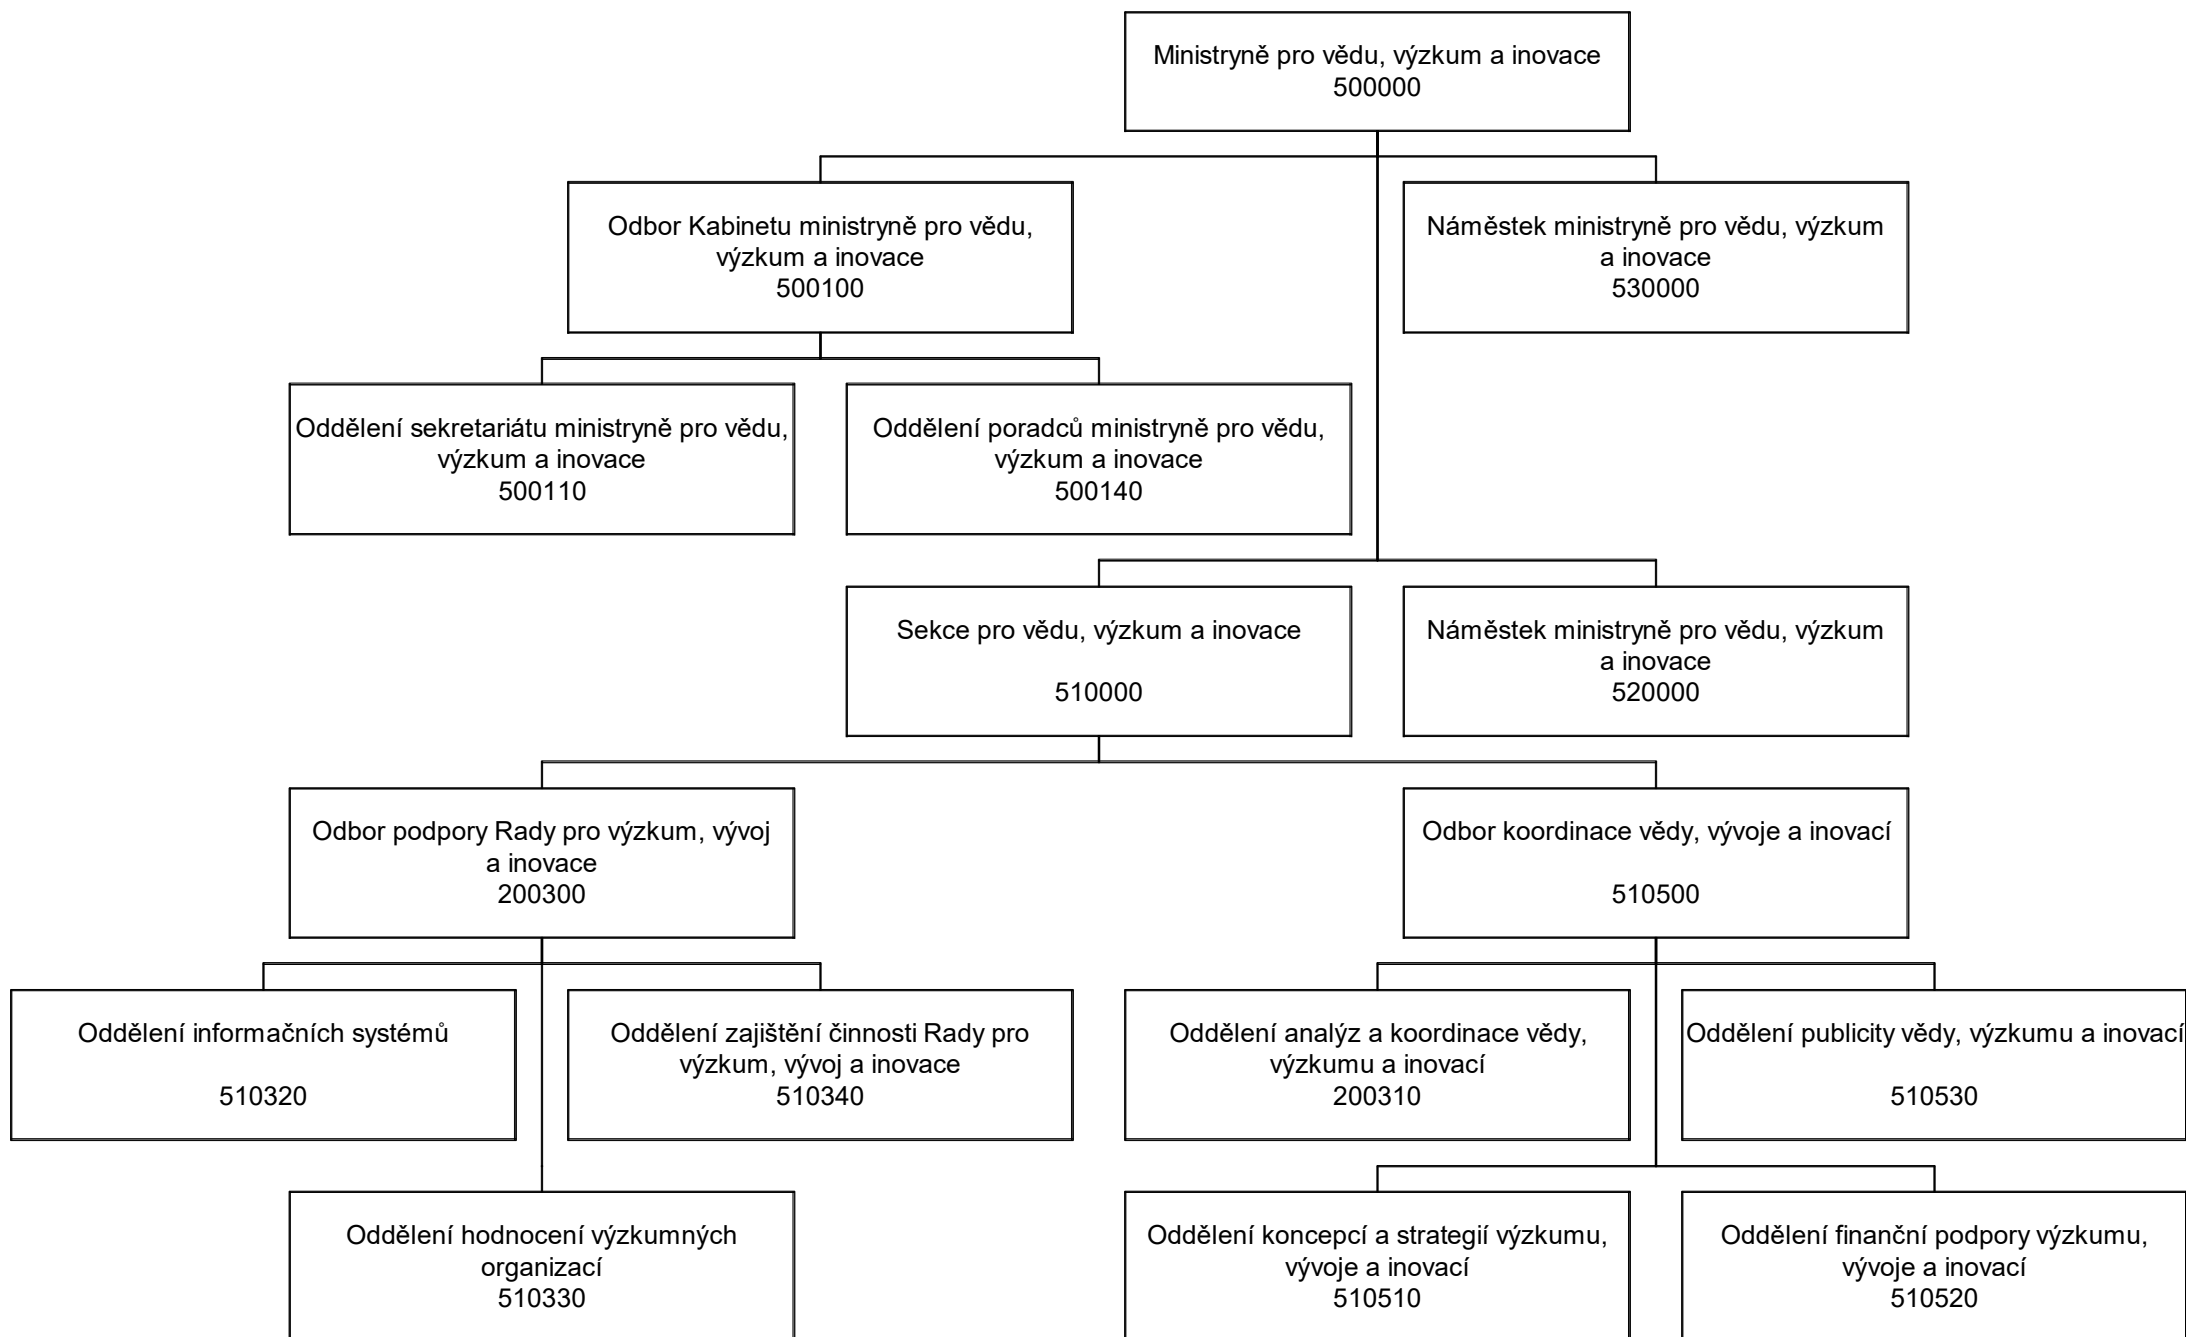 Ministryně pro vědu, výzkum a inovace
500000
Odbor Kabinetu ministryně pro vědu,
výzkum a inovace
500100
Náměstek ministryně pro vědu, výzkum
a inovace
530000
Oddělení sekretariátu ministryně pro vědu,
výzkum a inovace
500110
Oddělení poradců ministryně pro vědu,
výzkum a inovace
500140
Sekce pro vědu, výzkum a inovace
510000
Náměstek ministryně pro vědu, výzkum
a inovace
520000
Odbor podpory Rady pro výzkum, vývoj
a inovace
200300
Odbor koordinace vědy, vývoje a inovací
510500
Oddělení informačních systémů
510320
Oddělení zajištění činnosti Rady pro
výzkum, vývoj a inovace
510340
Oddělení analýz a koordinace vědy,
výzkumu a inovací
200310
Oddělení publicity vědy, výzkumu a inovací
510530
Oddělení hodnocení výzkumných
organizací
510330
Oddělení koncepcí a strategií výzkumu,
vývoje a inovací
510510
Oddělení finanční podpory výzkumu,
vývoje a inovací
510520